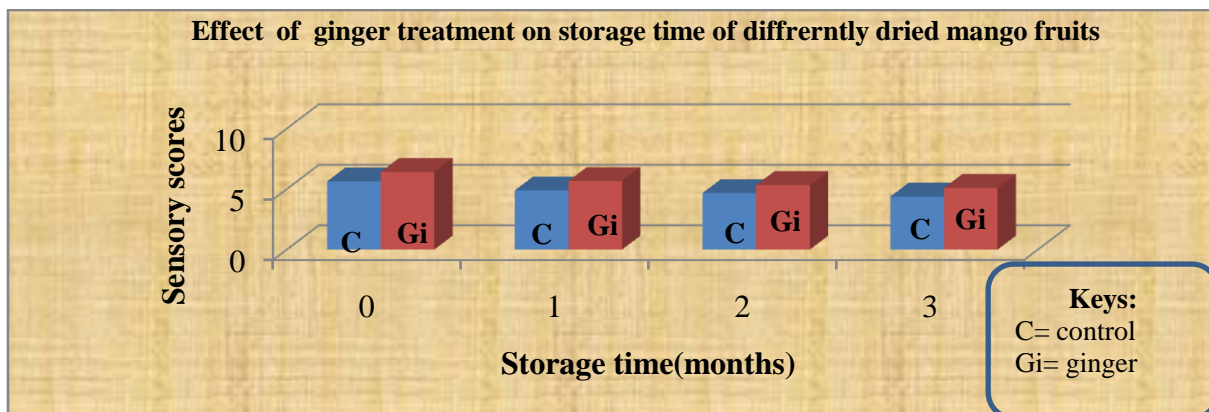 Effect of ginger treatment on storage time of diffrerntly dried mango fruits
Sensory scores
10
5
0
C Gi C Gi C Gi C Gi
0 1 2 3
Storage time(months)
Keys:
C= control
Gi= ginger